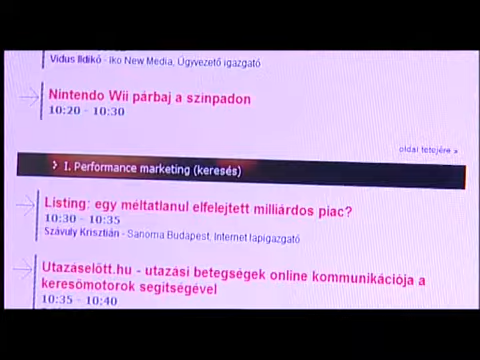 Vidus Ildikó - iko New Media, Ügyvezető igazgató
Nintendo Wii párbaj a színpadon
10:20 - 10:30
oldal tetejére »
I. Performance marketing (keresés)
Listing: egy méltatlanul elfelejtett milliárdos piac?
10:30 - 10:35
Szávuly Krisztián - Sanoma Budapest, Internet lapigazgató
Utazáselőtt.hu - utazási betegségek online kommunikációja a
keresőmotorok segítségével
10:35 - 10:40